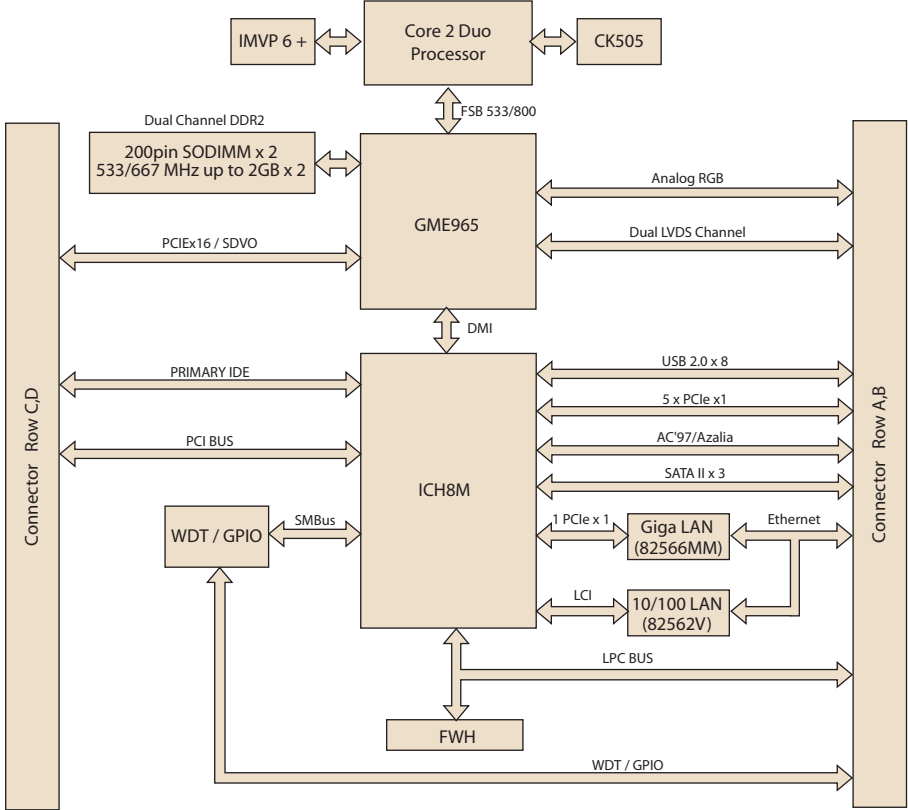 IMVP 6 +
Core 2 Duo
Processor
CK505
FSB 533/800
Dual Channel DDR2
200pin SODIMM x 2
533/667 MHz up to 2GB x 2
GME965
Analog RGB
Dual LVDS Channel
PCIEx16 / SDVO
DMI
PRIMARY IDE
PCI BUS
ICH8M
USB 2.0 x 8
5 x PCIe x1
AC'97/Azalia
SATA II x 3
WDT / GPIO
SMBus
1 PCIe x 1
Giga LAN
(82566MM)
Ethernet
LCI
10/100 LAN
(82562V)
LPC BUS
FWH
WDT / GPIO
Connector Row C,D
Connector Row A,B